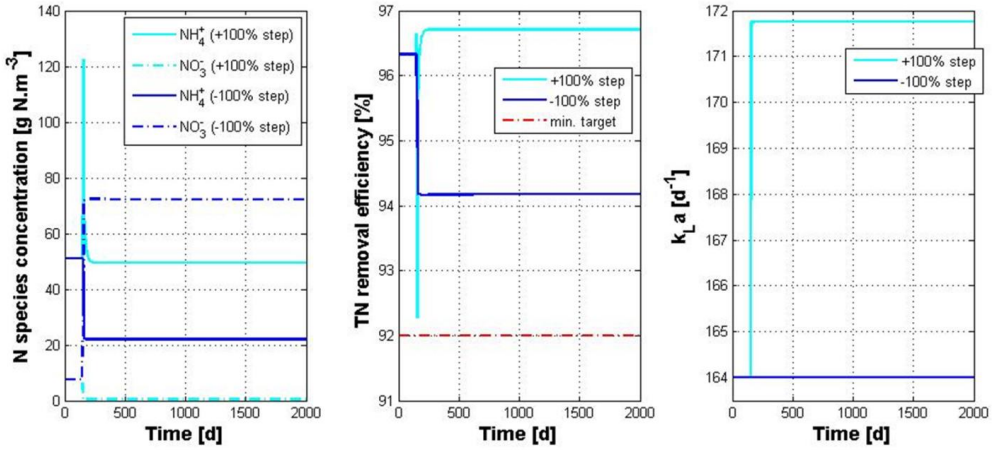 N species concentration [g N.m⁻³]
140
120
100
80
60
40
20
0
0 500 1000 1500 2000
Time [d]
NH₄⁺ (+100% step)
NO₃⁻ (+100% step)
NH₄⁺ (-100% step)
NO₃⁻ (-100% step)
TN removal efficiency [%]
97
96
95
94
93
92
91
0 500 1000 1500 2000
Time [d]
+100% step
-100% step
min. target
k_L a [d⁻¹]
172
171
170
169
168
167
166
165
164
0 500 1000 1500 2000
Time [d]
+100% step
-100% step